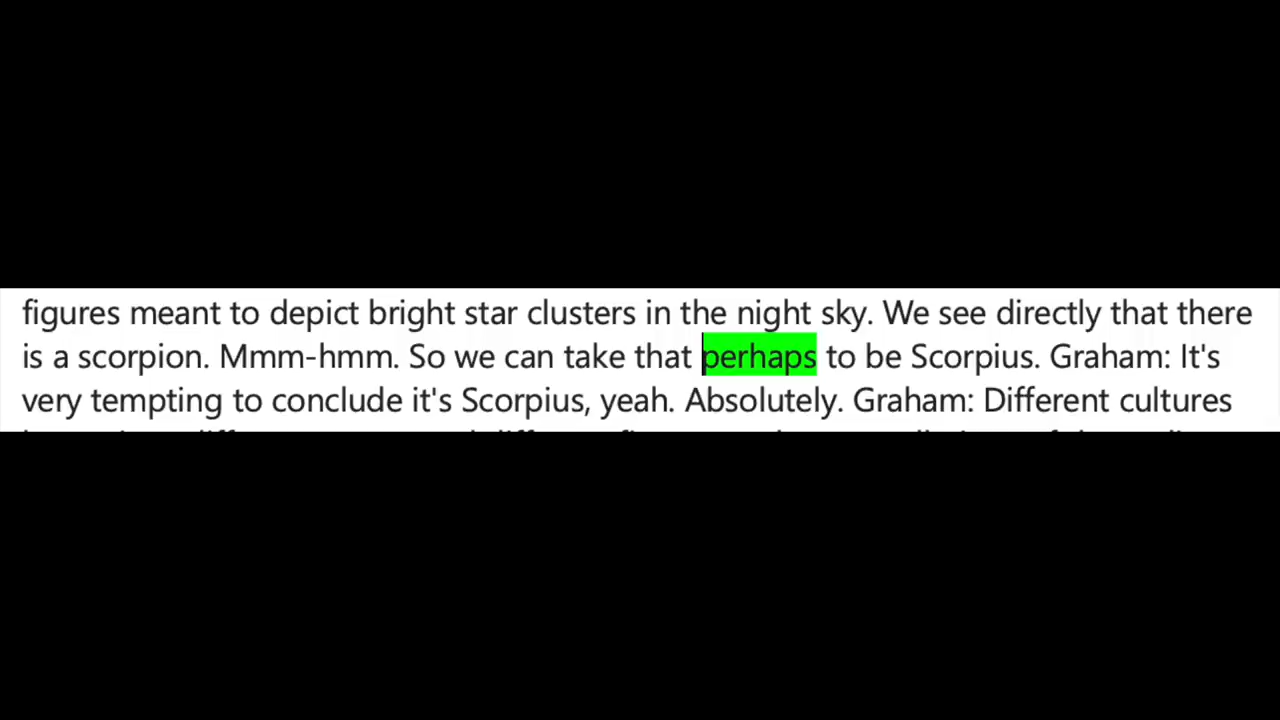 figures meant to depict bright star clusters in the night sky. We see directly that there
is a scorpion. Mmm-hmm. So we can take that perhaps to be Scorpius. Graham: It's
very tempting to conclude it's Scorpius, yeah. Absolutely. Graham: Different cultures